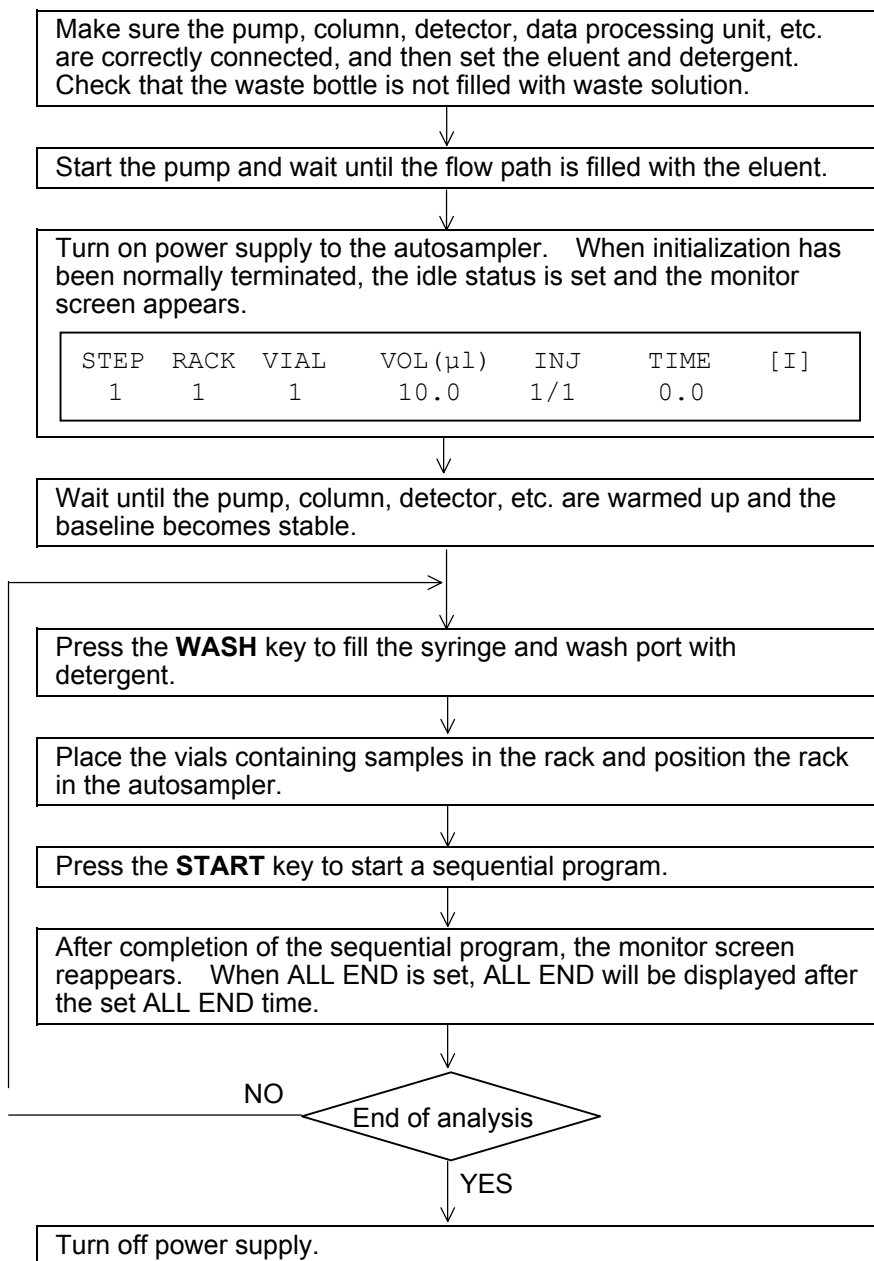 Make sure the pump, column, detector, data processing unit, etc.
are correctly connected, and then set the eluent and detergent.
Check that the waste bottle is not filled with waste solution.
Start the pump and wait until the flow path is filled with the eluent.
Turn on power supply to the autosampler. When initialization has
been normally terminated, the idle status is set and the monitor
screen appears.
STEP RACK VIAL VOL(µl) INJ TIME [I]
1 1 1 10.0 1/1 0.0
Wait until the pump, column, detector, etc. are warmed up and the
baseline becomes stable.
Press the WASH key to fill the syringe and wash port with
detergent.
Place the vials containing samples in the rack and position the rack
in the autosampler.
Press the START key to start a sequential program.
After completion of the sequential program, the monitor screen
reappears. When ALL END is set, ALL END will be displayed after
the set ALL END time.
NO
End of analysis
YES
Turn off power supply.